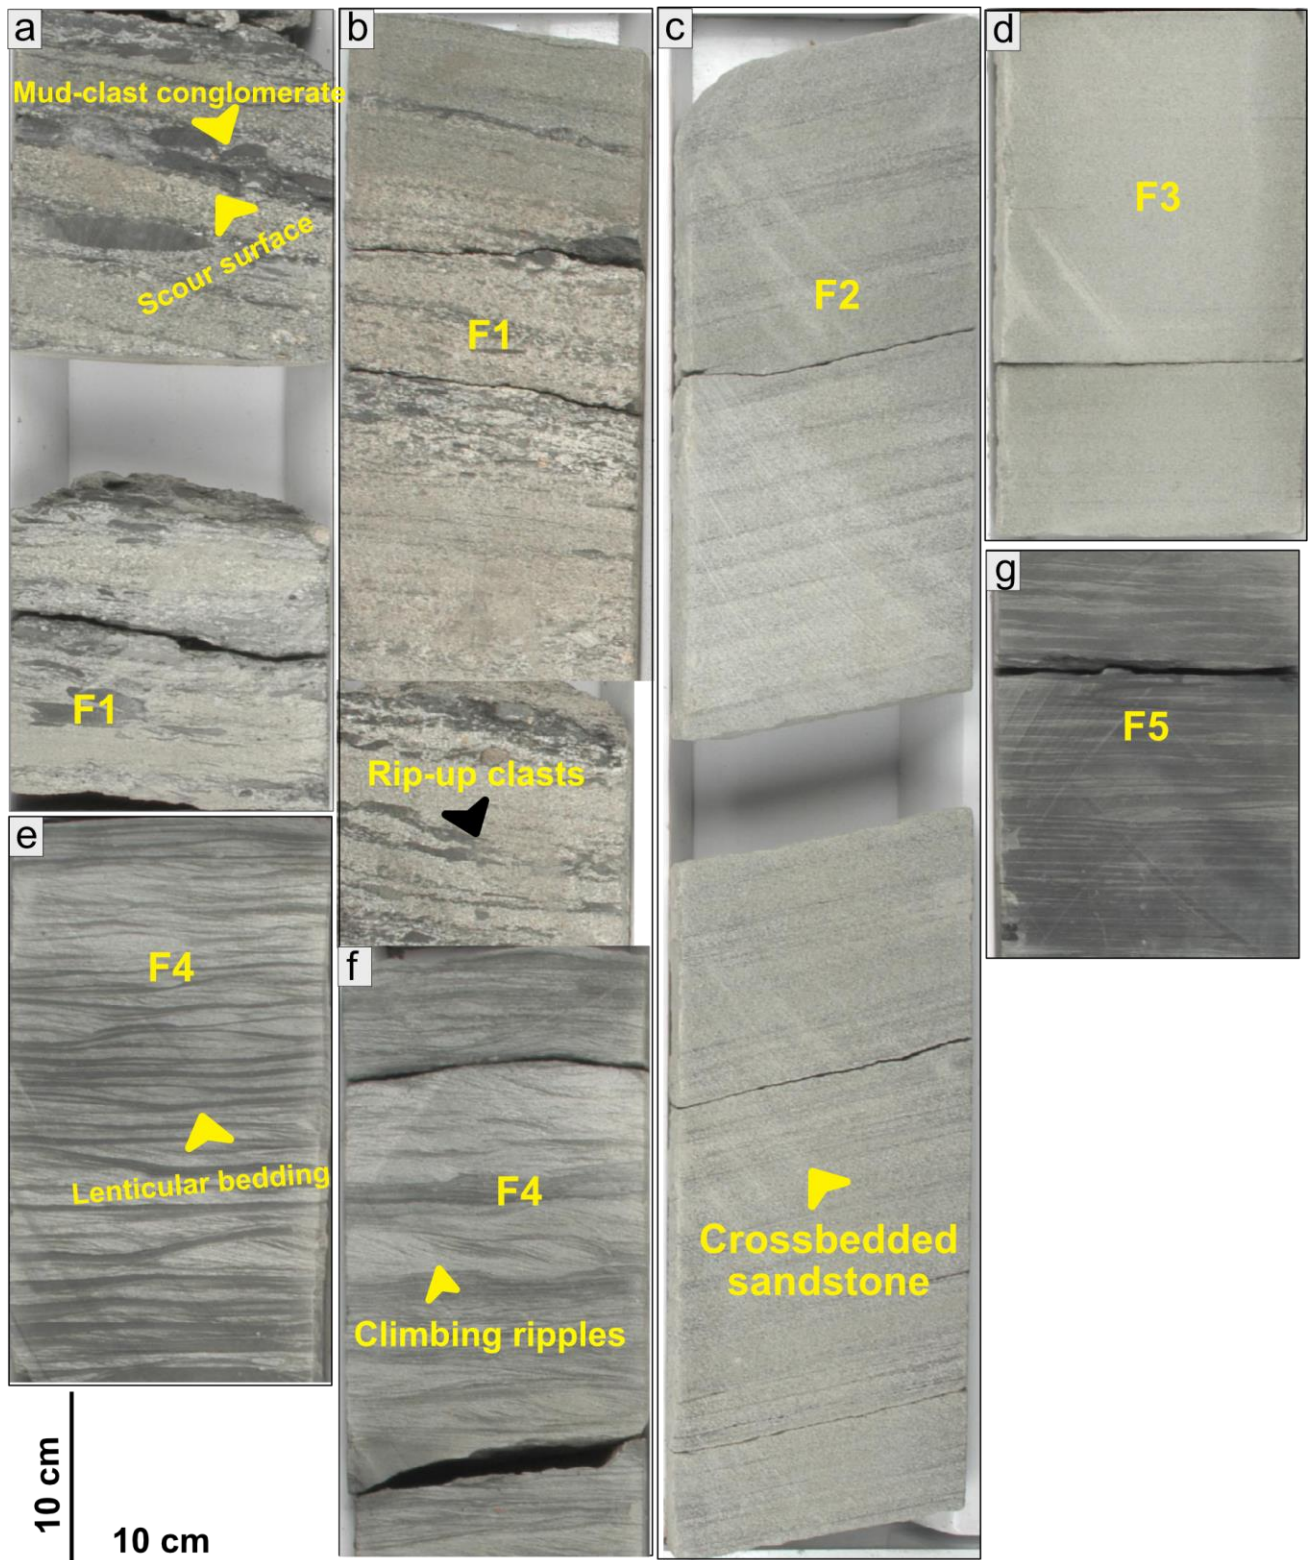 a
Mud-clast conglomerate
Scour surface
F1
b
F1
Rip-up clasts
c
F2
Crossbedded
sandstone
d
F3
e
F4
Lenticular bedding
f
F4
Climbing ripples
g
F5
10 cm
10 cm